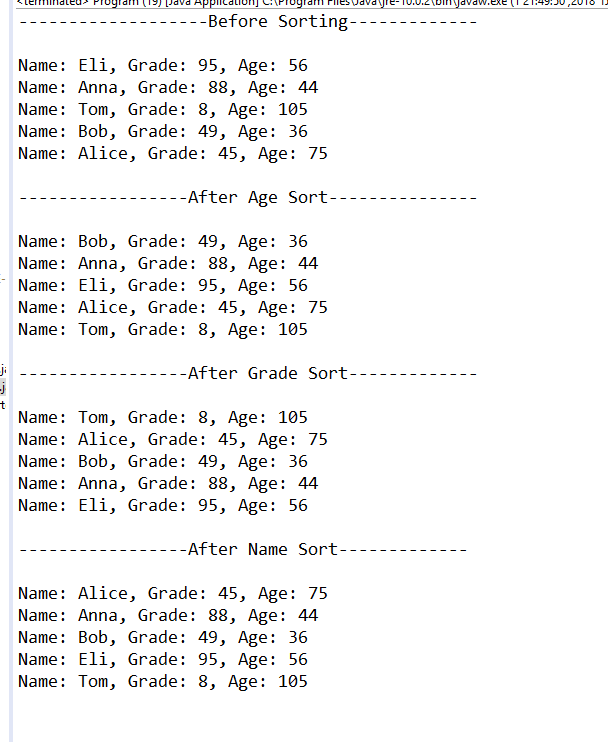 <terminated> Program (19) [Java Application] C:\Program Files\Java\jre-10.0.2\bin\javaw.exe
-------------------Before Sorting-------------
Name: Eli, Grade: 95, Age: 56
Name: Anna, Grade: 88, Age: 44
Name: Tom, Grade: 8, Age: 105
Name: Bob, Grade: 49, Age: 36
Name: Alice, Grade: 45, Age: 75
-----------------After Age Sort---------------
Name: Bob, Grade: 49, Age: 36
Name: Anna, Grade: 88, Age: 44
Name: Eli, Grade: 95, Age: 56
Name: Alice, Grade: 45, Age: 75
Name: Tom, Grade: 8, Age: 105
-----------------After Grade Sort-------------
Name: Tom, Grade: 8, Age: 105
Name: Alice, Grade: 45, Age: 75
Name: Bob, Grade: 49, Age: 36
Name: Anna, Grade: 88, Age: 44
Name: Eli, Grade: 95, Age: 56
-----------------After Name Sort-------------
Name: Alice, Grade: 45, Age: 75
Name: Anna, Grade: 88, Age: 44
Name: Bob, Grade: 49, Age: 36
Name: Eli, Grade: 95, Age: 56
Name: Tom, Grade: 8, Age: 105